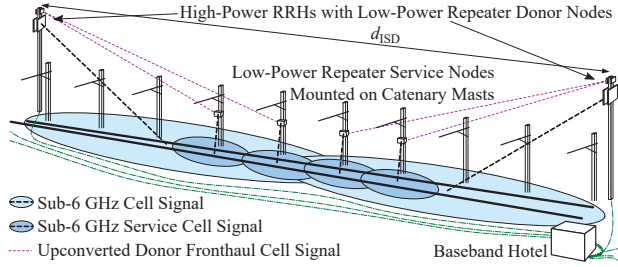 High-Power RRHs with Low-Power Repeater Donor Nodes
d_ISD
Low-Power Repeater Service Nodes
Mounted on Catenary Masts
Sub-6 GHz Cell Signal
Sub-6 GHz Service Cell Signal
Upconverted Donor Fronthaul Cell Signal
Baseband Hotel